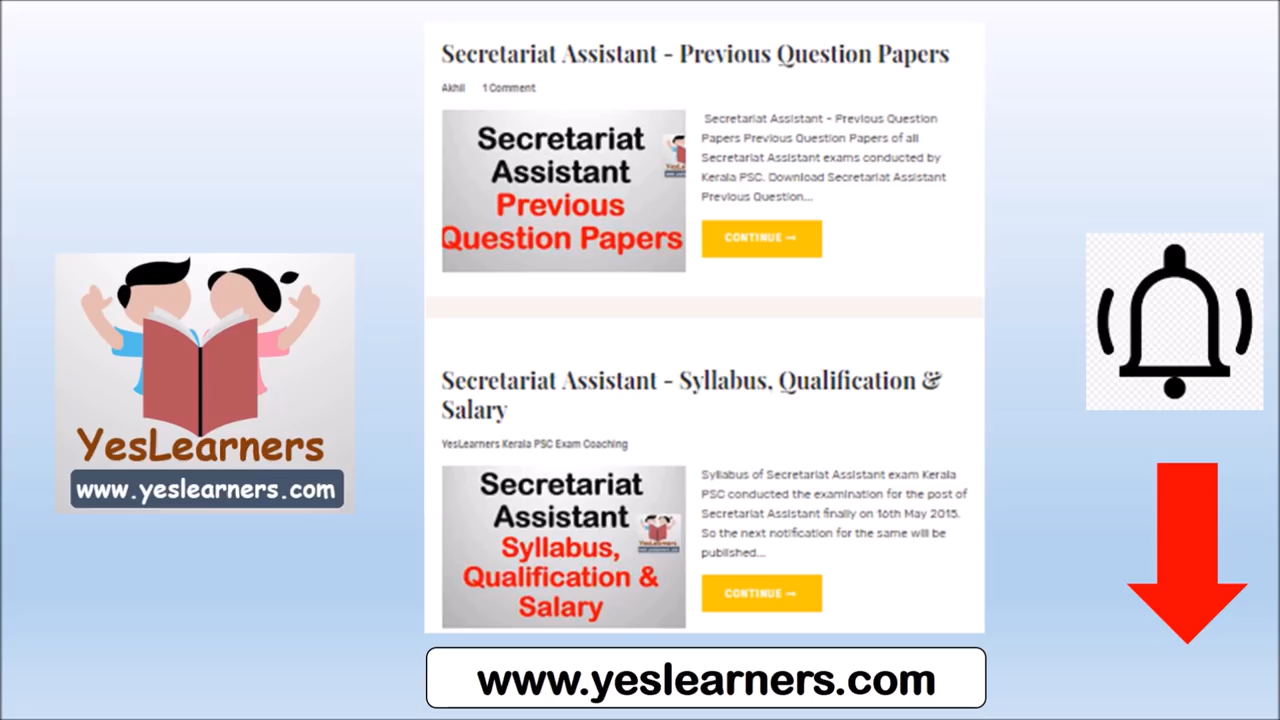 Secretariat Assistant - Previous Question Papers
Akhil 1 Comment
Secretariat
Assistant
Previous
Question Papers
Secretariat Assistant - Previous Question
Papers Previous Question Papers of all
Secretariat Assistant exams conducted by
Kerala PSC. Download Secretariat Assistant
Previous Question...
CONTINUE →
YesLearners
www.yeslearners.com
Secretariat Assistant - Syllabus, Qualification &
Salary
YesLearners Kerala PSC Exam Coaching
Secretariat
Assistant
Syllabus,
Qualification &
Salary
Syllabus of Secretariat Assistant exam Kerala
PSC conducted the examination for the post of
Secretariat Assistant finally on 16th May 2015.
So the next notification for the same will be
published...
CONTINUE →
www.yeslearners.com